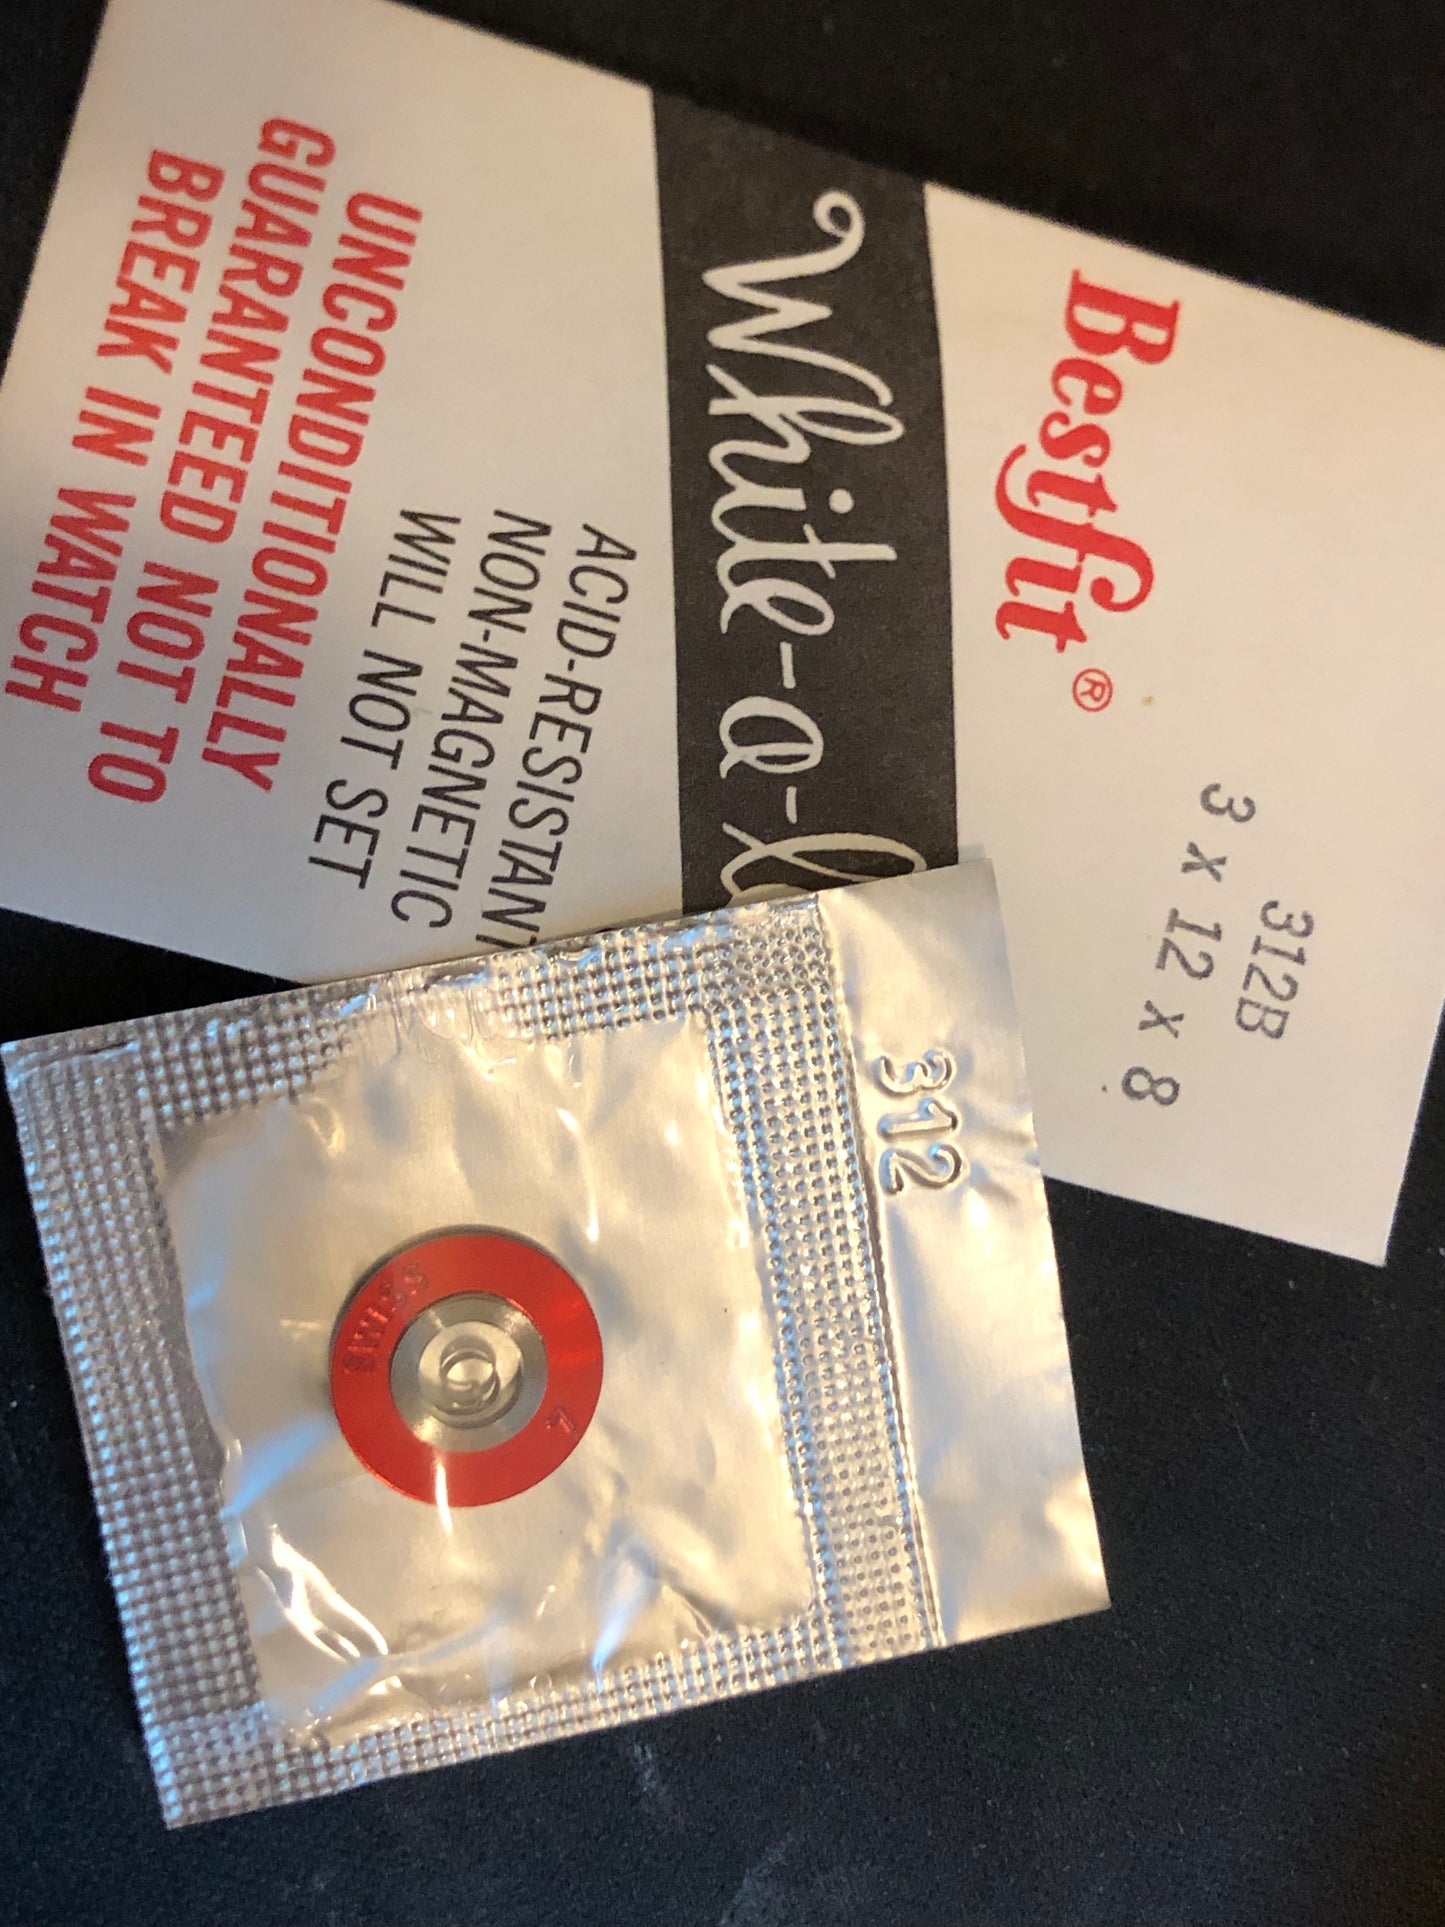 312B
3 x 12 x 8
Bestfit®
White-a-l
ACID-RESISTANT
NON-MAGNETIC
WILL NOT SET
UNCONDITIONALLY
GUARANTEED NOT TO
BREAK IN WATCH
312
SWISS